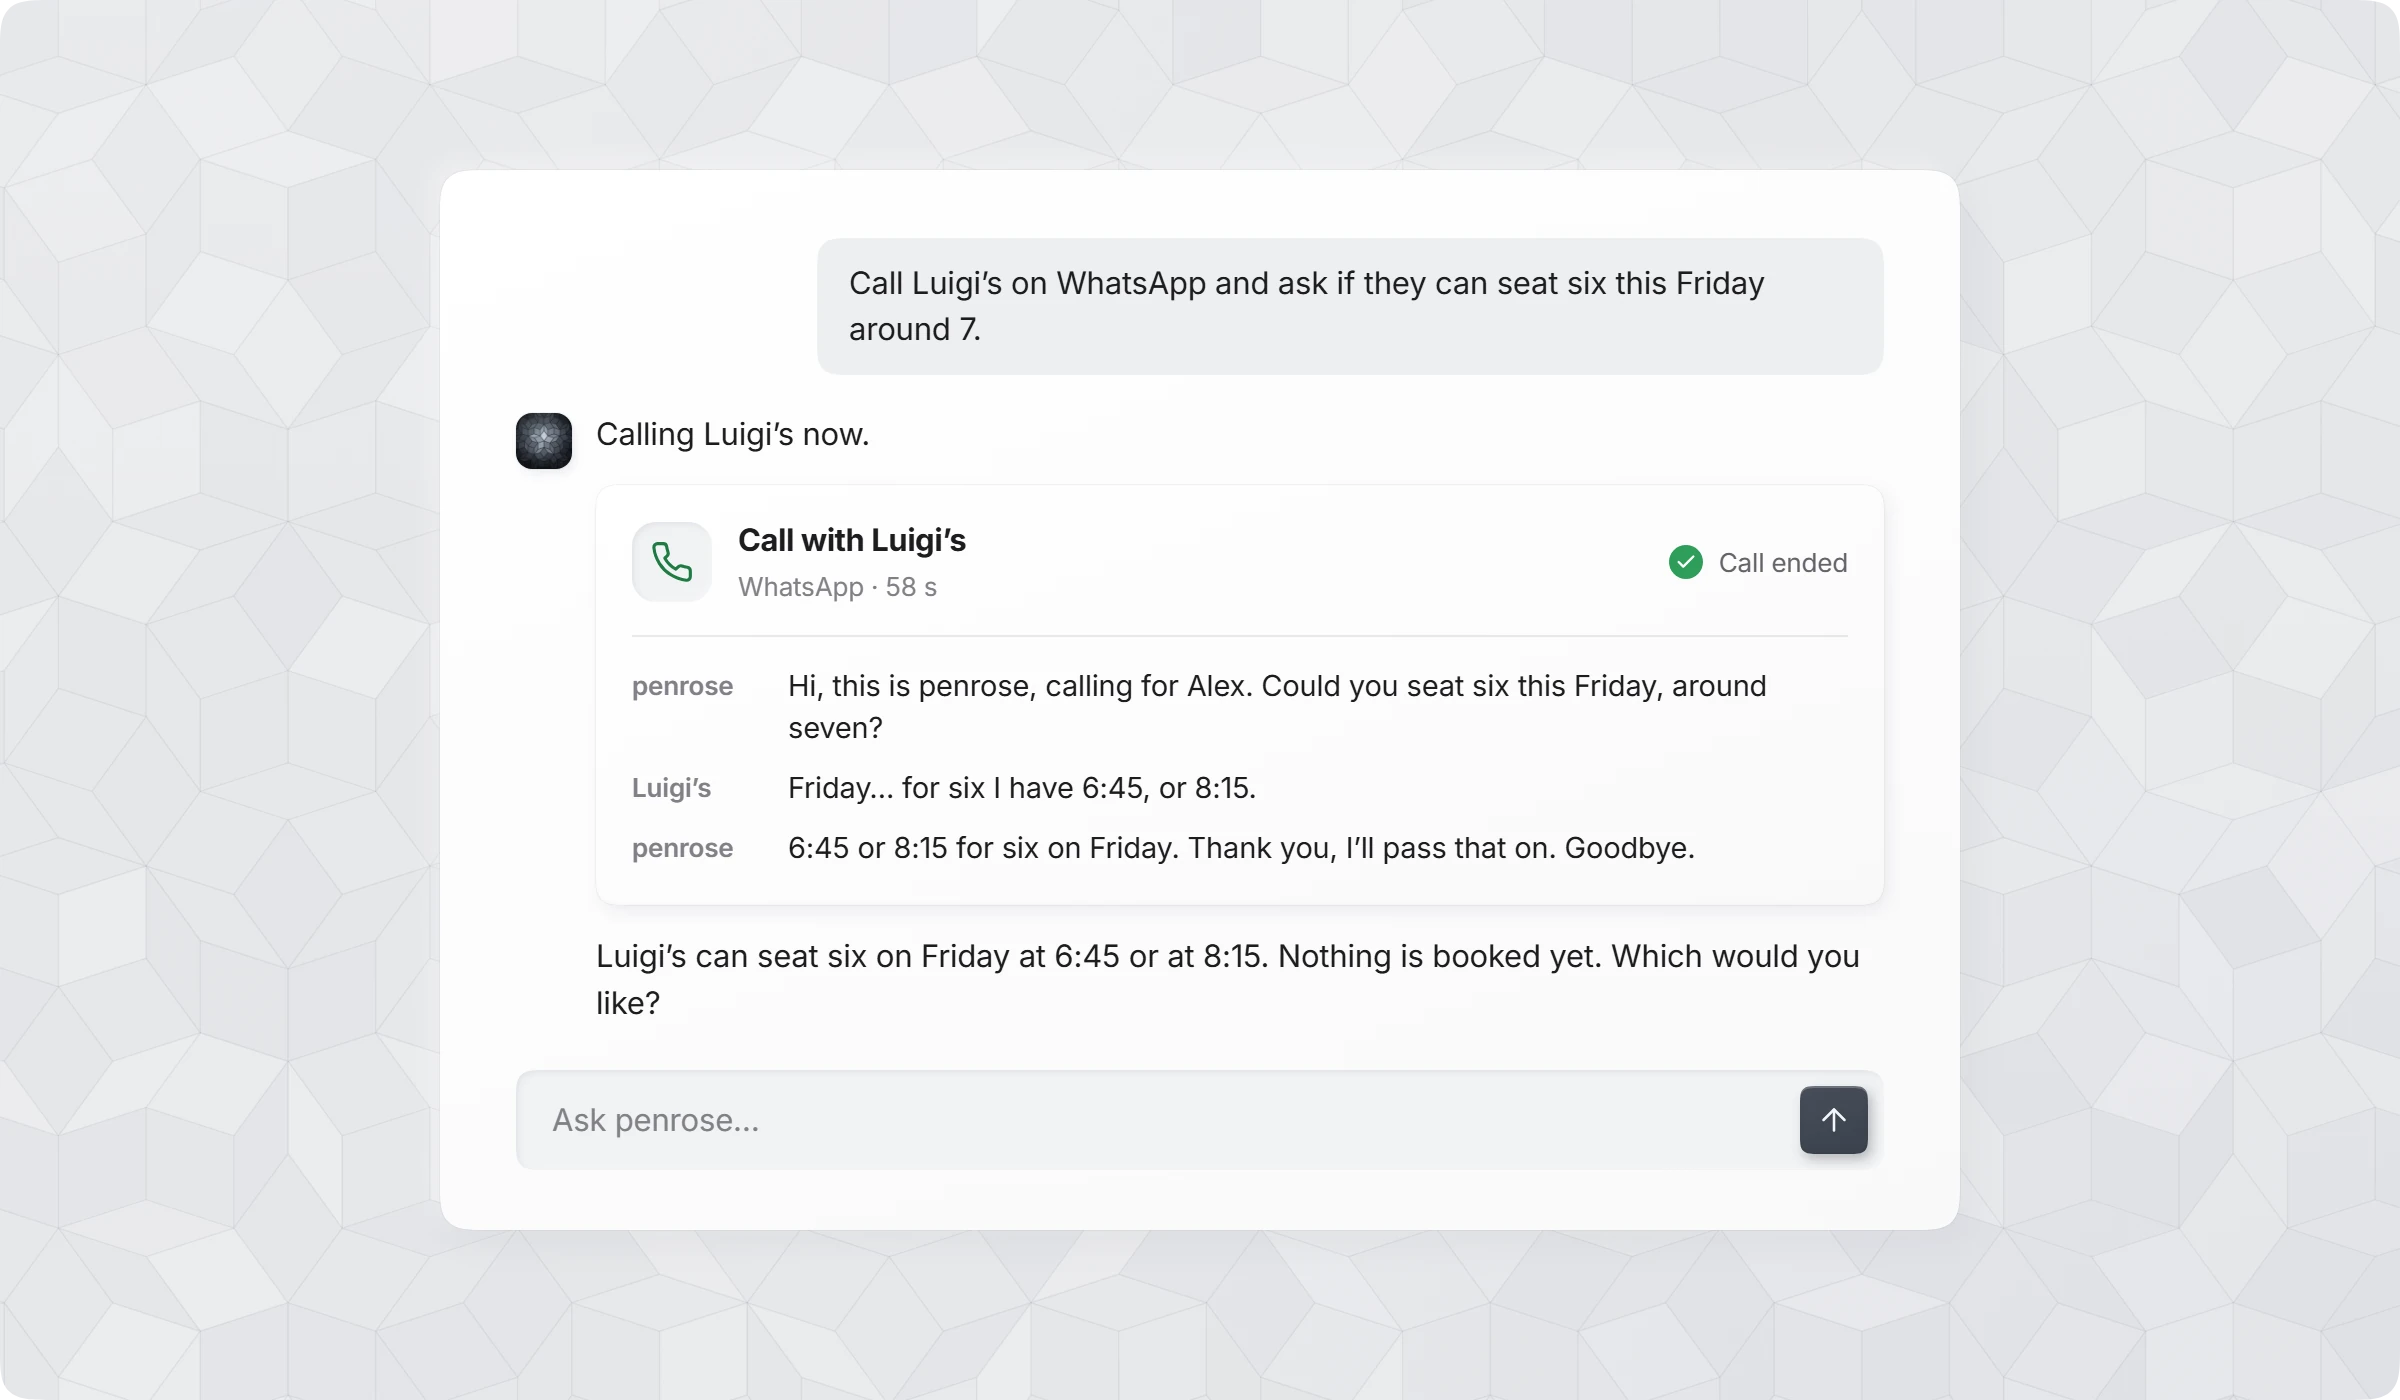 Call Luigi’s on WhatsApp and ask if they can seat six this Friday
around 7.
Calling Luigi’s now.
Call with Luigi’s
WhatsApp · 58 s
Call ended
penrose
Hi, this is penrose, calling for Alex. Could you seat six this Friday, around
seven?
Luigi’s
Friday… for six I have 6:45, or 8:15.
penrose
6:45 or 8:15 for six on Friday. Thank you, I’ll pass that on. Goodbye.
Luigi’s can seat six on Friday at 6:45 or at 8:15. Nothing is booked yet. Which would you
like?
Ask penrose…